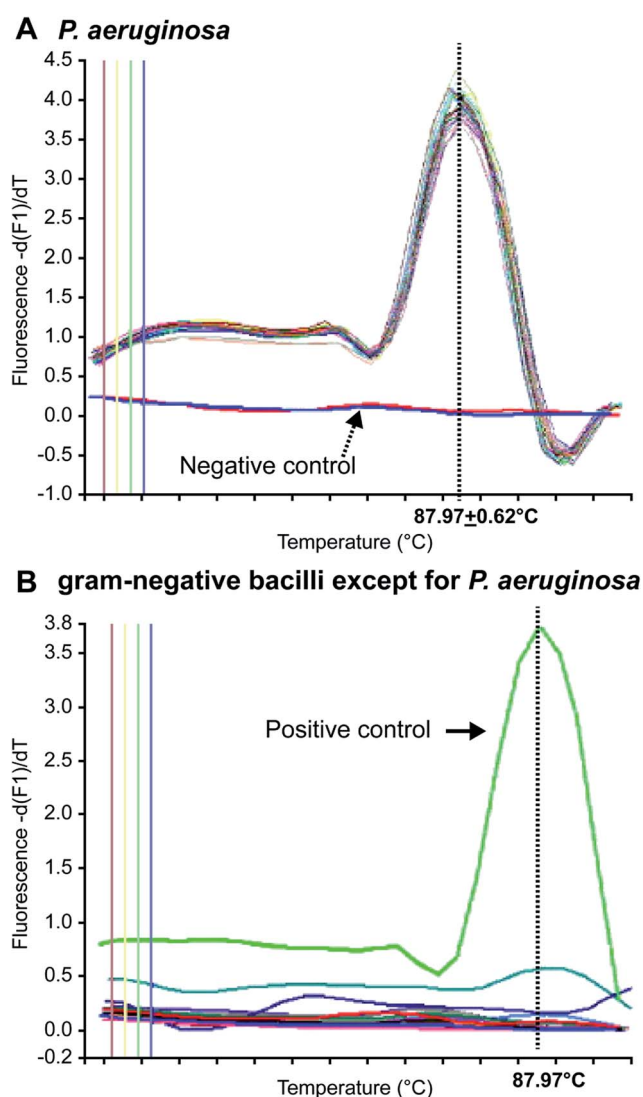 A P. aeruginosa
Fluorescence -d(F1)/dT
4.5
4.0
3.5
3.0
2.5
2.0
1.5
1.0
0.5
0.0
-0.5
-1.0
Negative control
87.97±0.62°C
Temperature (°C)
B gram-negative bacilli except for P. aeruginosa
Fluorescence -d(F1)/dT
3.8
3.5
3.0
2.5
2.0
1.0
0.5
0.0
-0.2
Positive control
87.97°C
Temperature (°C)